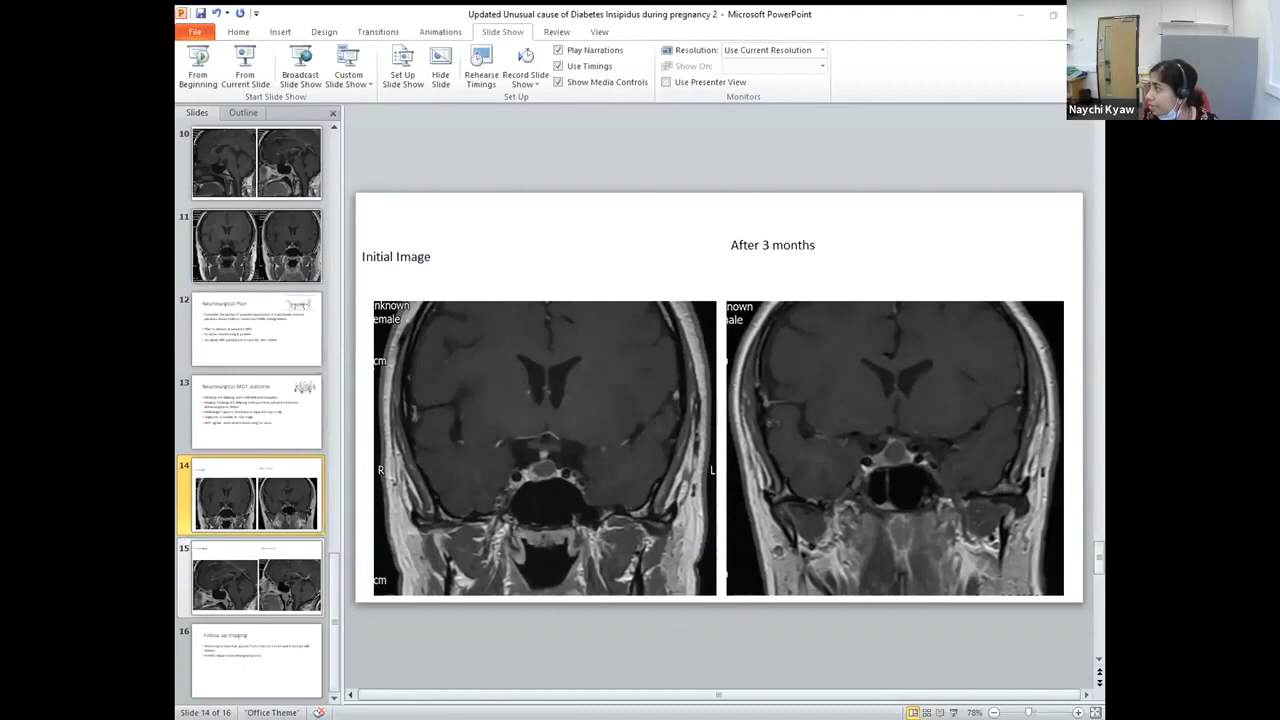 Updated Unusual cause of Diabetes Insipidus during pregnancy 2 - Microsoft PowerPoint
File Home Insert Design Transitions Animations Slide Show Review View
From Beginning
From Current Slide
Broadcast Slide Show
Custom Slide Show
Start Slide Show
Set Up Slide Show
Hide Slide
Rehearse Timings
Record Slide Show
Play Narrations
Use Timings
Show Media Controls
Set Up
Resolution: Use Current Resolution
Show On:
Use Presenter View
Monitors
Naychi Kyaw
Slides Outline
10
11
12
Neurosurgical Plan
13
Neurosurgical MDT outcome
14
15
16
Follow up imaging
Initial Image
After 3 months
nknown
emale
cm
R
L
cm
nown
nale
Slide 14 of 16 "Office Theme" 78%